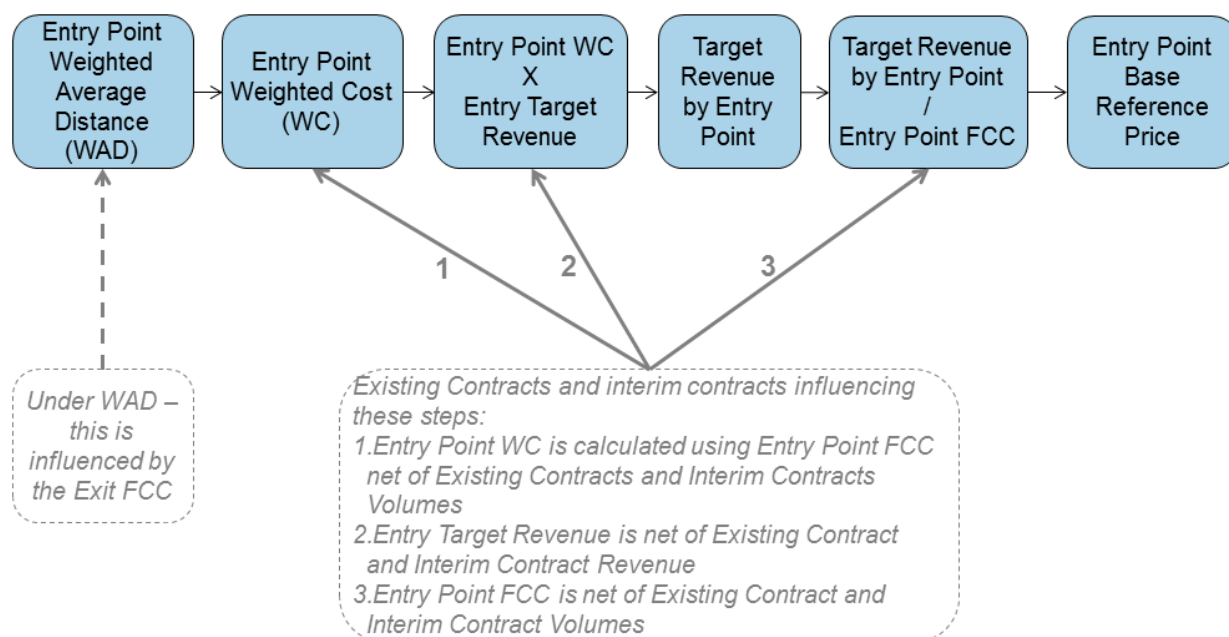 Entry Point
Weighted
Average
Distance
(WAD)
Entry Point
Weighted Cost
(WC)
Entry Point WC
X
Entry Target
Revenue
Target
Revenue
by Entry
Point
Target Revenue
by Entry Point
/
Entry Point FCC
Entry Point
Base
Reference
Price
1
2
3
Under WAD –
this is
influenced by
the Exit FCC
Existing Contracts and interim contracts influencing
these steps:
1.Entry Point WC is calculated using Entry Point FCC
net of Existing Contracts and Interim Contracts
Volumes
2.Entry Target Revenue is net of Existing Contract
and Interim Contract Revenue
3.Entry Point FCC is net of Existing Contract and
Interim Contract Volumes